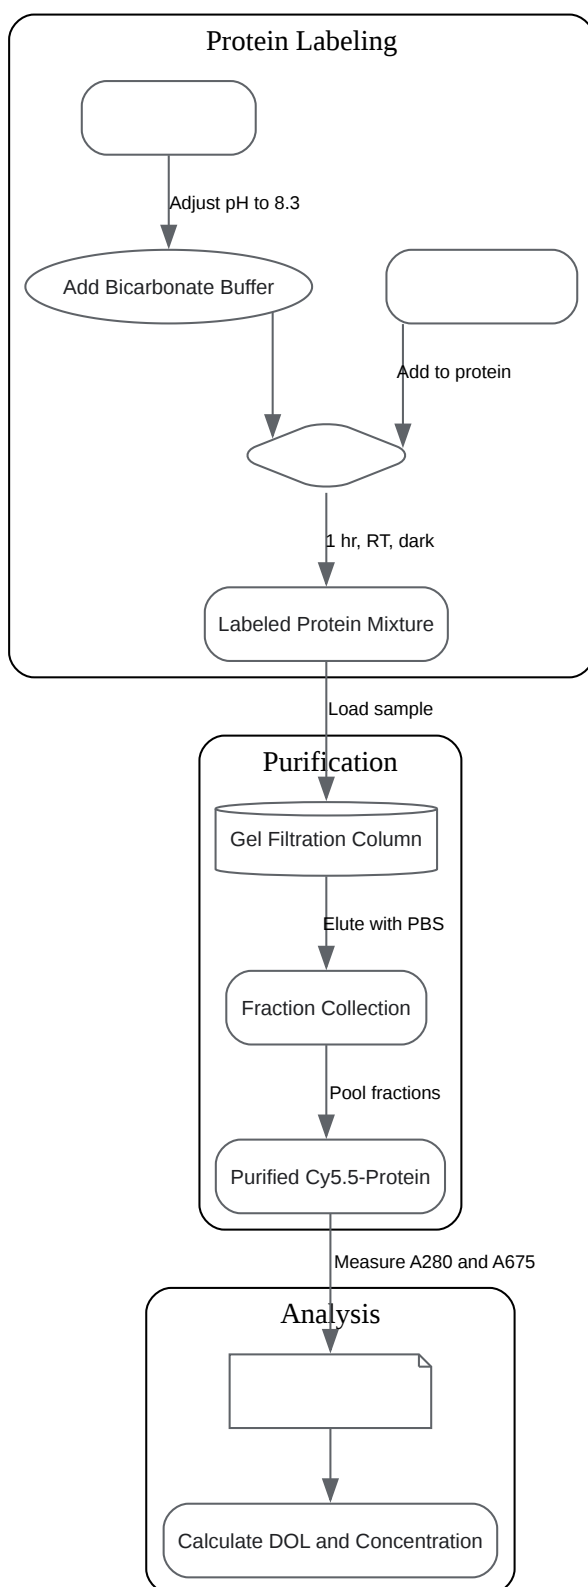 Protein Labeling
Adjust pH to 8.3
Add Bicarbonate Buffer
Add to protein
1 hr, RT, dark
Labeled Protein Mixture
Load sample
Purification
Gel Filtration Column
Elute with PBS
Fraction Collection
Pool fractions
Purified Cy5.5-Protein
Measure A280 and A675
Analysis
Calculate DOL and Concentration